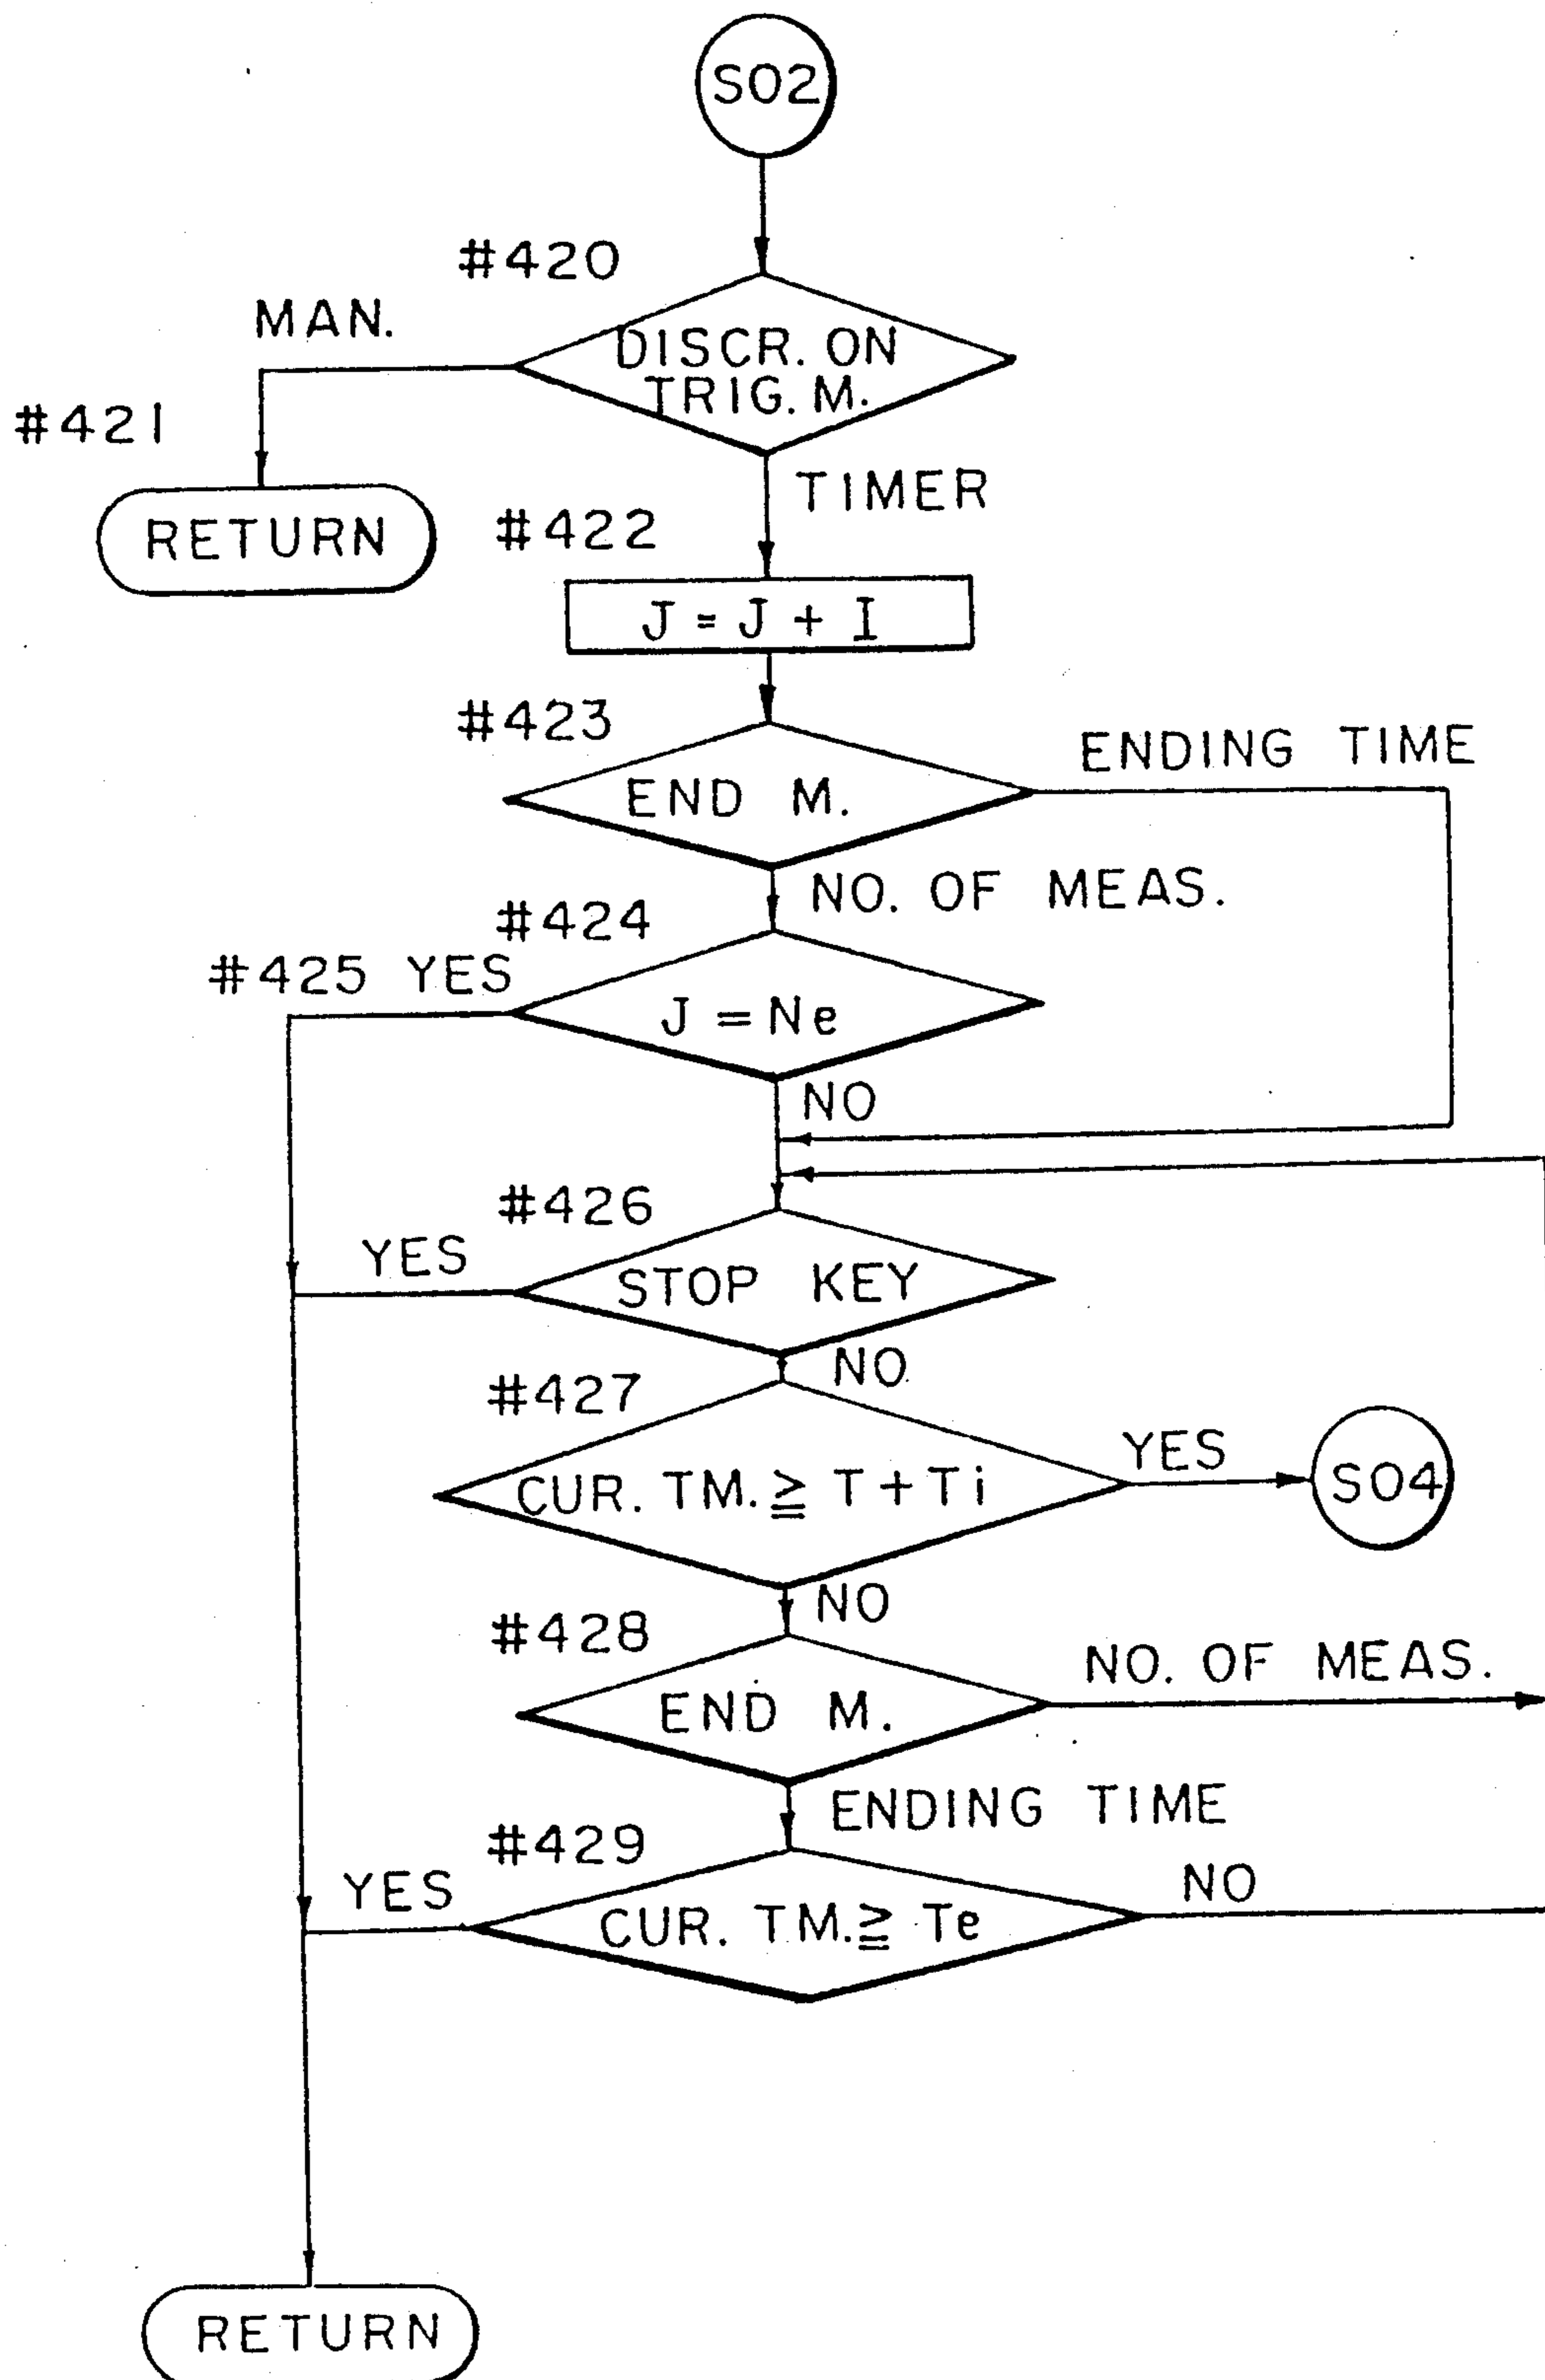 SO2
#420
MAN.
DISCR. ON
TRIG. M.
#421
TIMER
RETURN
#422
J = J + I
#423
ENDING TIME
END M.
NO. OF MEAS.
#424
#425 YES
J = Ne
NO
#426
YES
STOP KEY
NO
#427
YES
CUR. TM. ≧ T + Ti
SO4
NO
#428
NO. OF MEAS.
END M.
ENDING TIME
#429
YES
NO
CUR. TM. ≧ Te
RETURN